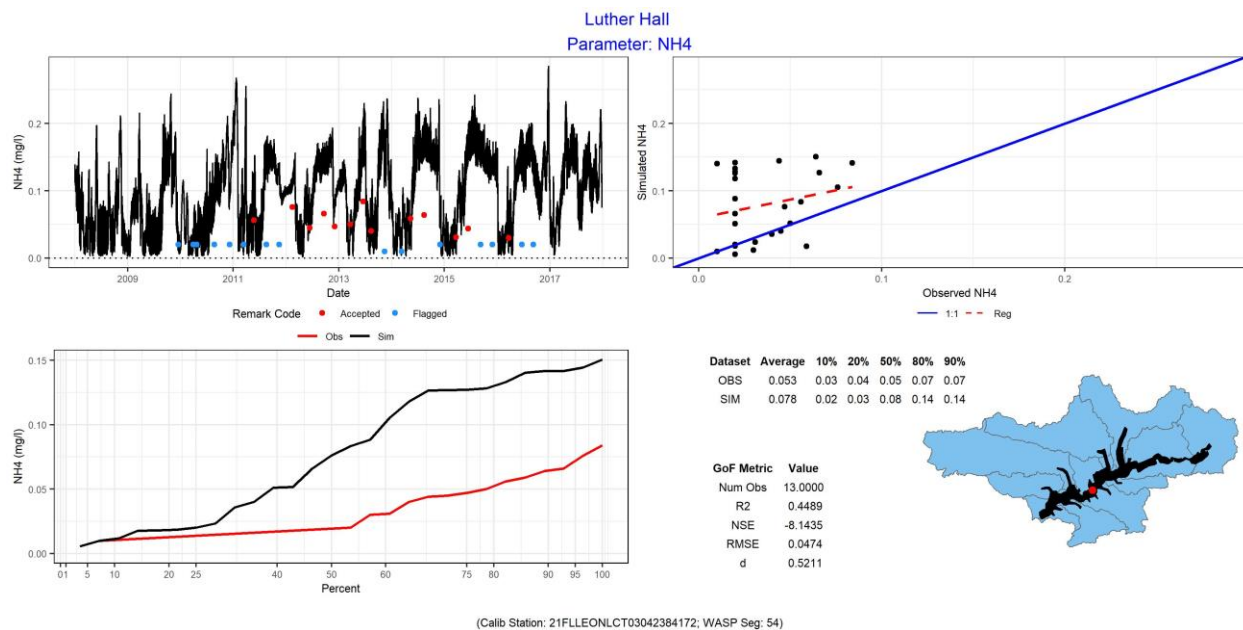 Luther Hall
Parameter: NH4
NH4 (mg/l)
0.2
0.1
0.0
2009
2011
2013
2015
2017
Date
Remark Code
Accepted
Flagged
Simulated NH4
0.2
0.1
0.0
0.0
0.1
0.2
Observed NH4
1:1
Reg
Obs
Sim
NH4 (mg/l)
0.15
0.10
0.05
0.00
01
5
10
20
25
40
50
60
75
80
90
95
100
Percent
Dataset Average 10% 20% 50% 80% 90%
OBS 0.053 0.03 0.04 0.05 0.07 0.07
SIM 0.078 0.02 0.03 0.08 0.14 0.14
GoF Metric Value
Num Obs 13.0000
R2 0.4489
NSE -8.1435
RMSE 0.0474
d 0.5211
(Calib Station: 21FLLEONLCT03042384172; WASP Seg: 54)